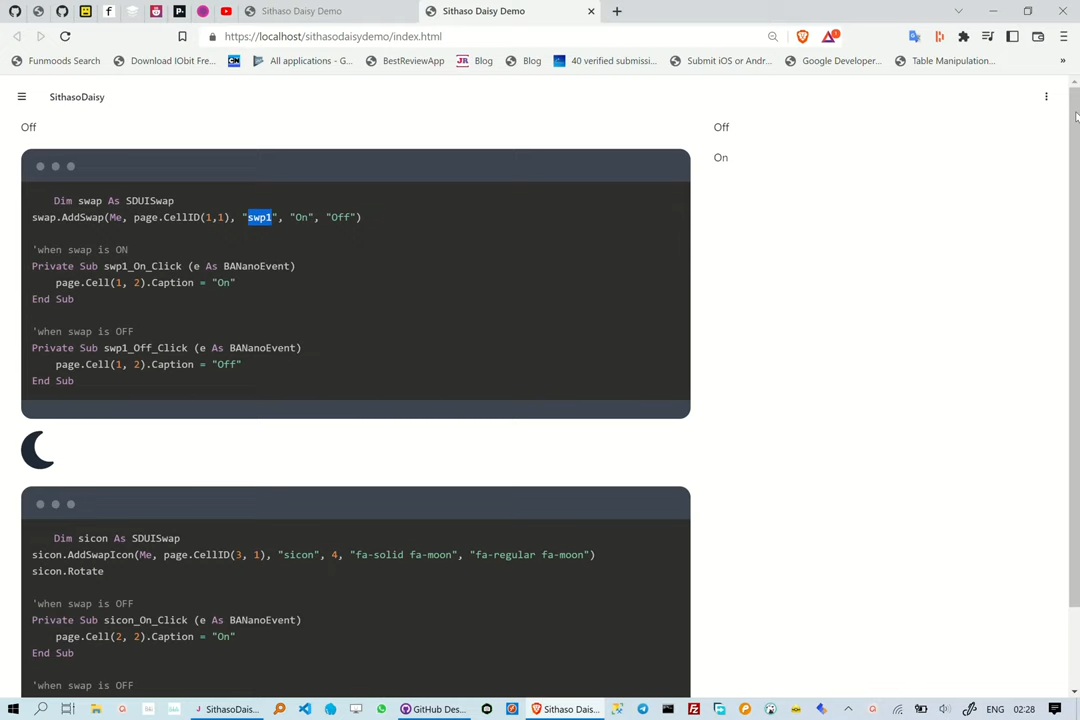 Sithaso Daisy Demo
Sithaso Daisy Demo
https://localhost/sithasodaisydemo/index.html
Funmoods Search
Download IObit Fre...
All applications - G...
BestReviewApp
JR
Blog
Blog
40 verified submissi...
Submit iOS or Andr...
Google Developer...
Table Manipulation...
»
SithasoDaisy
Off
Off
On
Dim swap As SDUISwap
swap.AddSwap(Me, page.CellID(1,1), "swp1", "On", "Off")
'when swap is ON
Private Sub swp1_On_Click (e As BANanoEvent)
page.Cell(1, 2).Caption = "On"
End Sub
'when swap is OFF
Private Sub swp1_Off_Click (e As BANanoEvent)
page.Cell(1, 2).Caption = "Off"
End Sub
Dim sicon As SDUISwap
sicon.AddSwapIcon(Me, page.CellID(3, 1), "sicon", 4, "fa-solid fa-moon", "fa-regular fa-moon")
sicon.Rotate
'when swap is OFF
Private Sub sicon_On_Click (e As BANanoEvent)
page.Cell(2, 2).Caption = "On"
End Sub
'when swap is OFF
SithasoDais...
GitHub Des...
Sithaso Dais...
ENG
02:28